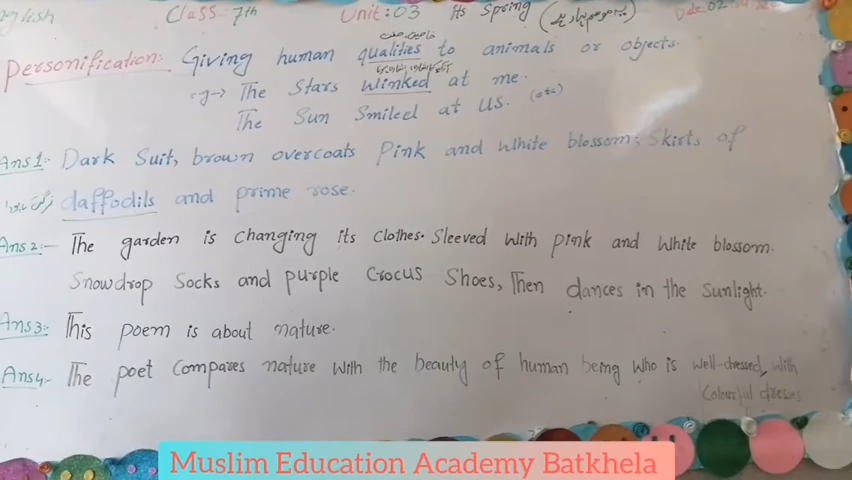 English Class 7th Unit: 03 Its Spring Date 02
Personification: Giving human qualities to animals or objects.
e.g → The Stars winked at me.
The Sun Smiled at us. (etc)
Ans 1:- Dark Suit, brown overcoats Pink and white blossom; Skirts of
daffodils and prime rose.
Ans 2:- The garden is changing its clothes. Sleeved with pink and white blossom.
Snowdrop Socks and purple Crocus Shoes, Then dances in the sunlight.
Ans 3:- This poem is about nature.
Ans 4:- The poet compares nature with the beauty of human being who is well-dressed with
Colourful dresses
Muslim Education Academy Batkhela